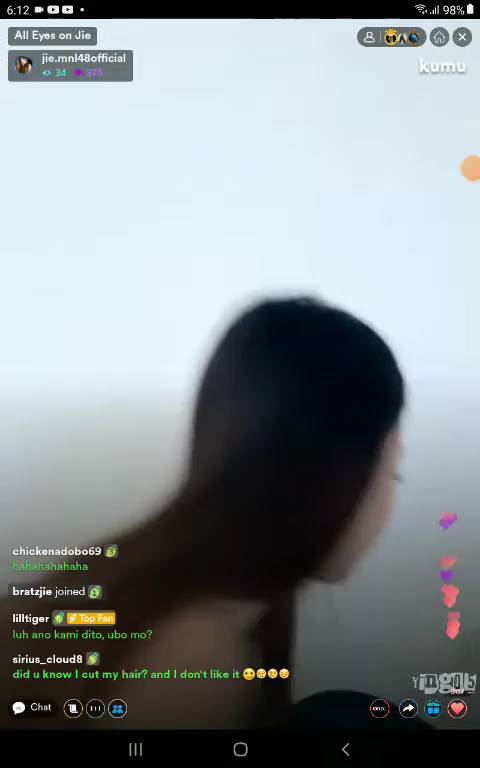 6:12
98%
All Eyes on Jie
jie.mnl48official
34 375
kumu
chickenadobo69
hahahahahaha
bratzjie joined
lilltiger Top Fan
luh ano kami dito, ubo mo?
sirius_cloud8
did u know I cut my hair? and I don't like it
Chat